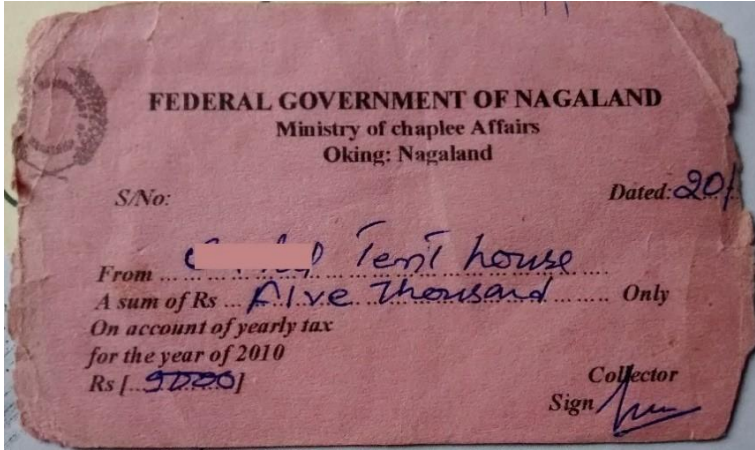 FEDERAL GOVERNMENT OF NAGALAND
Ministry of chaplee Affairs
Oking: Nagaland
S/No:
Dated: 20/
From ... Tent house
A sum of Rs ... Five Thousand ... Only
On account of yearly tax
for the year of 2010
Rs [..5000]
Collector
Sign